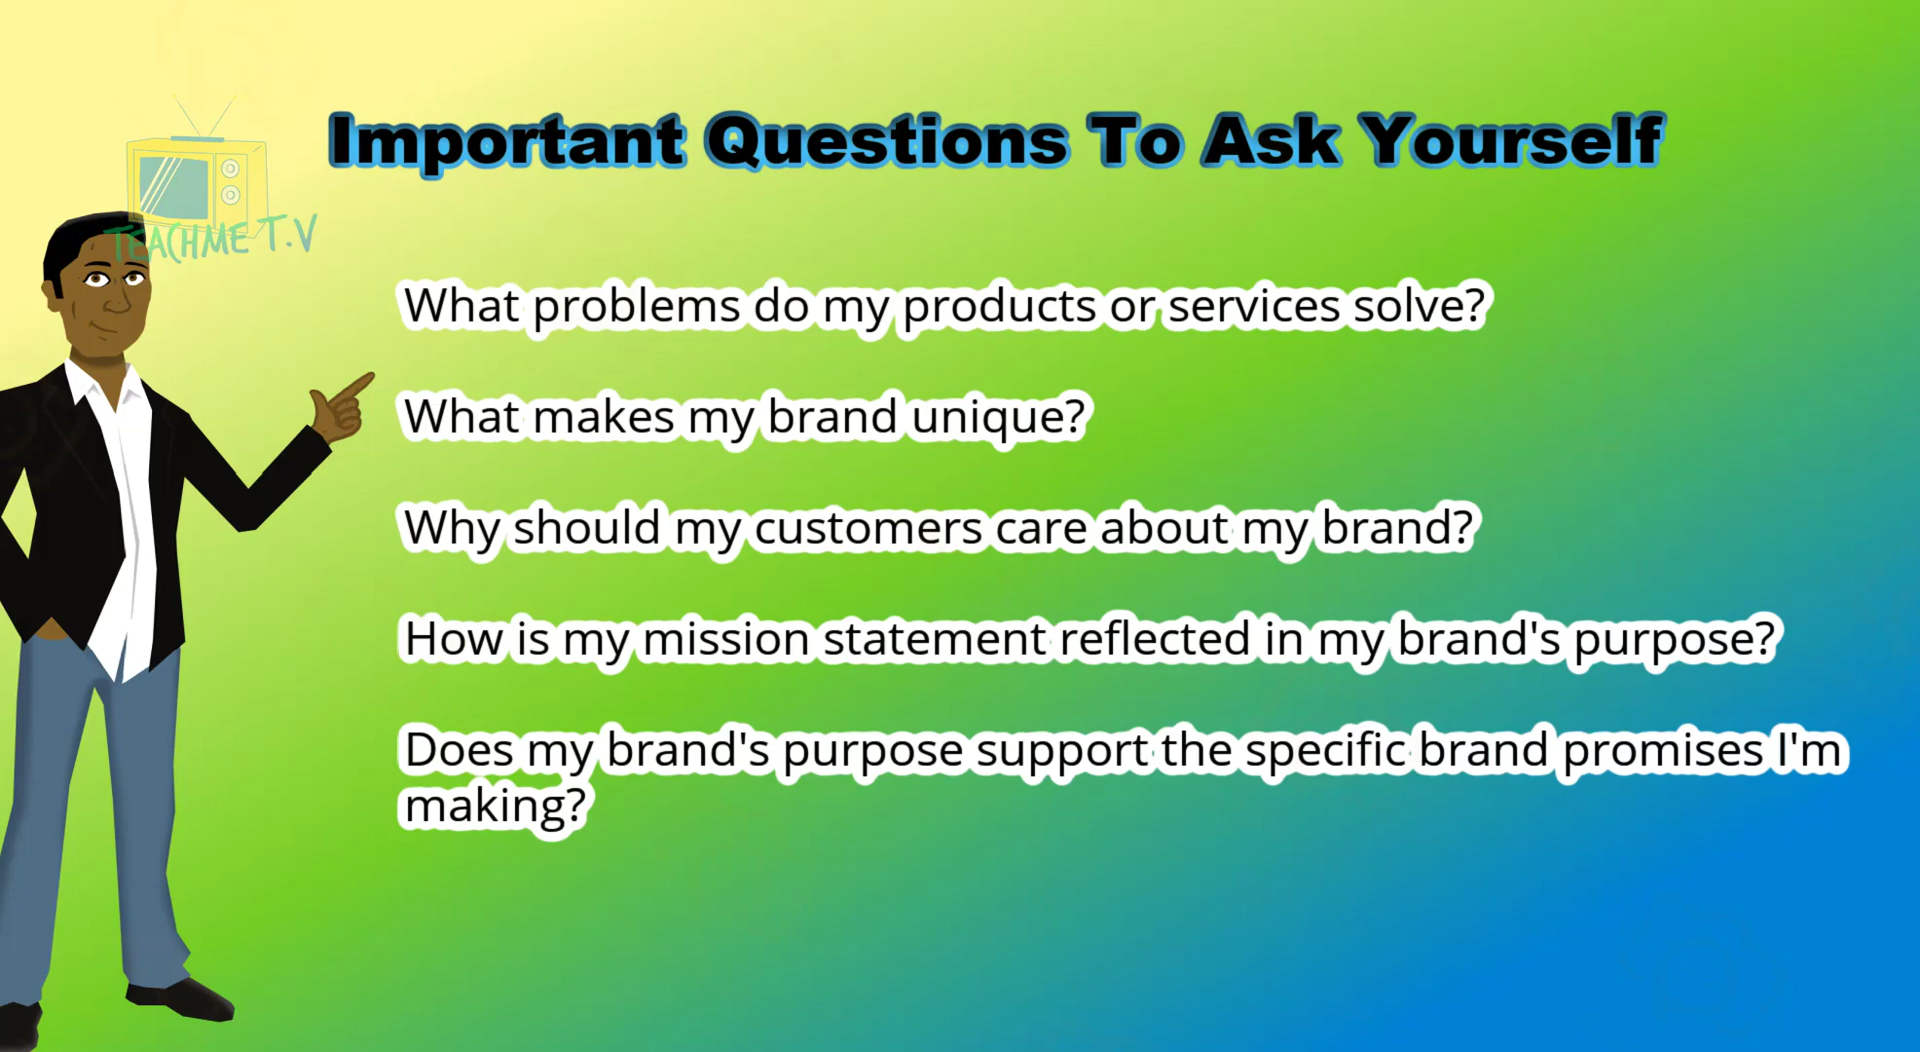 Important Questions To Ask Yourself
TEACHME T.V
What problems do my products or services solve?
What makes my brand unique?
Why should my customers care about my brand?
How is my mission statement reflected in my brand's purpose?
Does my brand's purpose support the specific brand promises I'm
making?